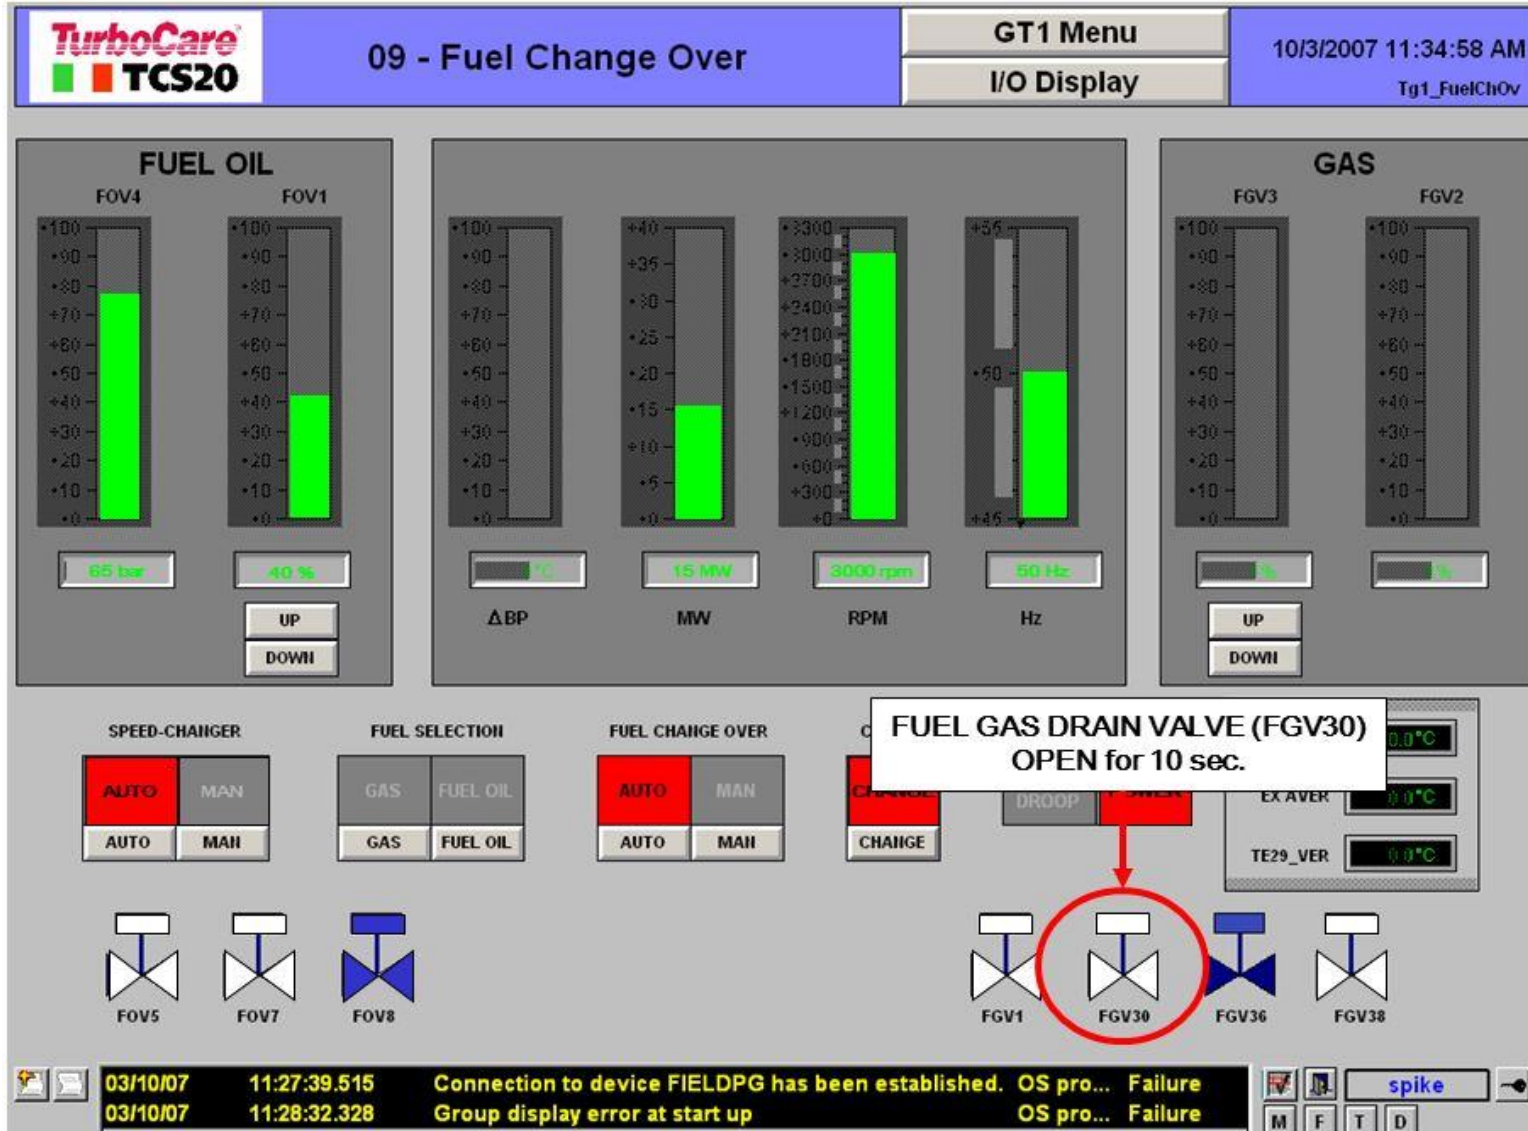 TurboCare
TCS20
09 - Fuel Change Over
GT1 Menu
I/O Display
10/3/2007 11:34:58 AM
Tg1_FuelChOv
FUEL OIL
FOV4
FOV1
GAS
FGV3
FGV2
65 bar
40 %
°C
15 MW
3000 rpm
50 Hz
%
%
UP
DOWN
ΔBP
MW
RPM
Hz
UP
DOWN
SPEED-CHANGER
FUEL SELECTION
FUEL CHANGE OVER
FUEL GAS DRAIN VALVE (FGV30)
OPEN for 10 sec.
AUTO
MAN
GAS
FUEL OIL
AUTO
MAN
CHANGE
DROOP
POWER
AUTO
MAN
GAS
FUEL OIL
AUTO
MAN
CHANGE
EX AVER
TE29_VER
FOV5
FOV7
FOV8
FGV1
FGV30
FGV36
FGV38
03/10/07 11:27:39.515 Connection to device FIELDPG has been established. OS pro... Failure
03/10/07 11:28:32.328 Group display error at start up OS pro... Failure
spike
M F T D